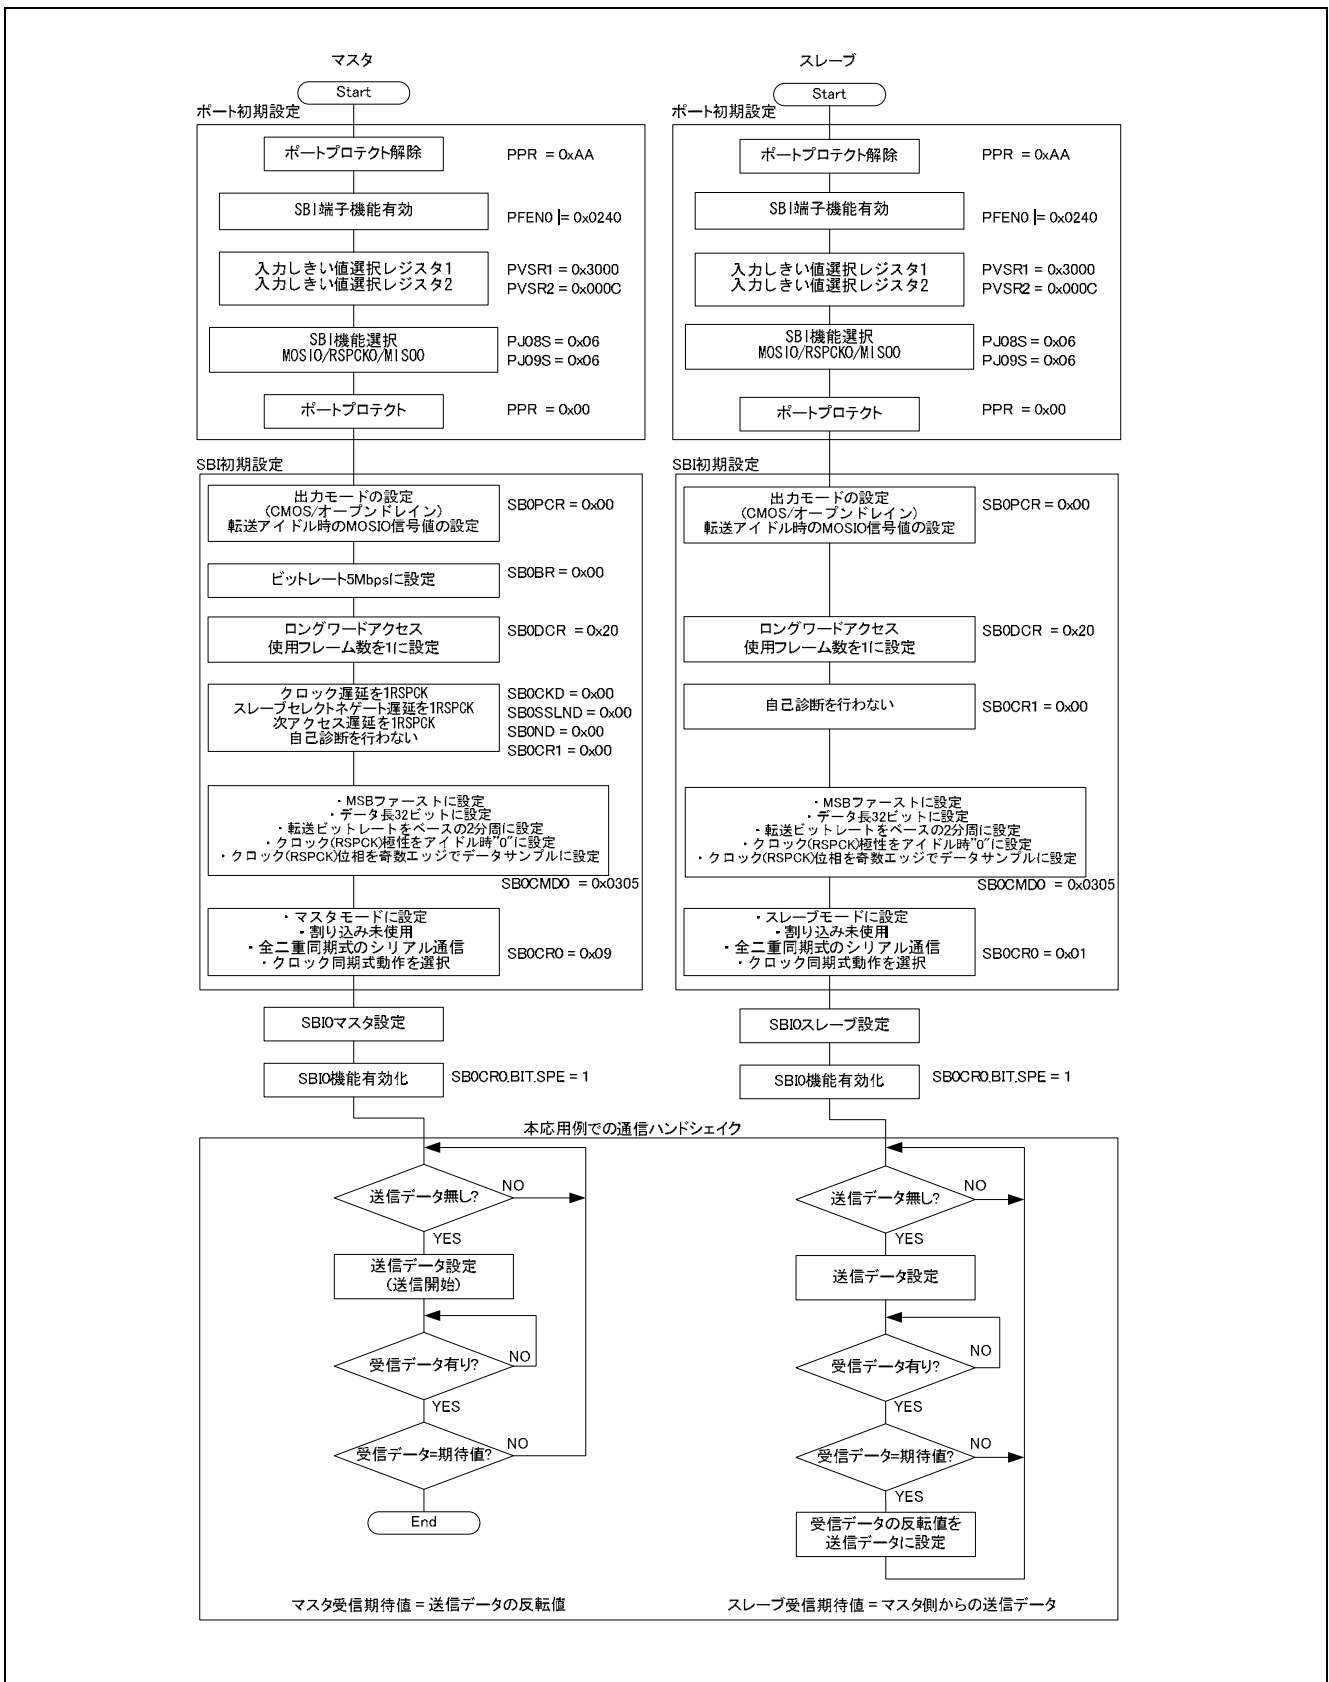 マスタ
Start
ポート初期設定
ポートプロテクト解除
PPR = 0xAA
SBI端子機能有効
PFEN0 |= 0x0240
入力しきい値選択レジスタ1
入力しきい値選択レジスタ2
PVSR1 = 0x3000
PVSR2 = 0x000C
SBI機能選択
MOSI0/RSPCK0/MISO0
PJ08S = 0x06
PJ09S = 0x06
ポートプロテクト
PPR = 0x00
SBI初期設定
出力モードの設定
(CMOS/オープンドレイン)
転送アイドル時のMOSI0信号値の設定
SB0PCR = 0x00
ビットレート5Mbpsに設定
SB0BR = 0x00
ロングワードアクセス
使用フレーム数を1に設定
SB0DCR = 0x20
クロック遅延を1RSPCK
スレーブセレクトネゲート遅延を1RSPCK
次アクセス遅延を1RSPCK
自己診断を行わない
SB0CKD = 0x00
SB0SSLND = 0x00
SB0ND = 0x00
SB0CR1 = 0x00
・MSBファーストに設定
・データ長32ビットに設定
・転送ビットレートをベースの2分周に設定
・クロック(RSPCK)極性をアイドル時"0"に設定
・クロック(RSPCK)位相を奇数エッジでデータサンプルに設定
SB0CMD0 = 0x0305
・マスタモードに設定
・割り込み未使用
・全二重同期式のシリアル通信
・クロック同期式動作を選択
SB0CR0 = 0x09
SBI0マスタ設定
SBI0機能有効化
SB0CR0.BIT.SPE = 1
スレーブ
Start
ポート初期設定
ポートプロテクト解除
PPR = 0xAA
SBI端子機能有効
PFEN0 |= 0x0240
入力しきい値選択レジスタ1
入力しきい値選択レジスタ2
PVSR1 = 0x3000
PVSR2 = 0x000C
SBI機能選択
MOSI0/RSPCK0/MISO0
PJ08S = 0x06
PJ09S = 0x06
ポートプロテクト
PPR = 0x00
SBI初期設定
出力モードの設定
(CMOS/オープンドレイン)
転送アイドル時のMOSI0信号値の設定
SB0PCR = 0x00
ロングワードアクセス
使用フレーム数を1に設定
SB0DCR = 0x20
自己診断を行わない
SB0CR1 = 0x00
・MSBファーストに設定
・データ長32ビットに設定
・転送ビットレートをベースの2分周に設定
・クロック(RSPCK)極性をアイドル時"0"に設定
・クロック(RSPCK)位相を奇数エッジでデータサンプルに設定
SB0CMD0 = 0x0305
・スレーブモードに設定
・割り込み未使用
・全二重同期式のシリアル通信
・クロック同期式動作を選択
SB0CR0 = 0x01
SBI0スレーブ設定
SBI0機能有効化
SB0CR0.BIT.SPE = 1
本応用例での通信ハンドシェイク
送信データ無し?
NO
YES
送信データ設定
(送信開始)
受信データ有り?
NO
YES
受信データ=期待値?
NO
End
マスタ受信期待値 = 送信データの反転値
送信データ無し?
NO
YES
送信データ設定
受信データ有り?
NO
YES
受信データ=期待値?
NO
YES
受信データの反転値を
送信データに設定
スレーブ受信期待値 = マスタ側からの送信データ